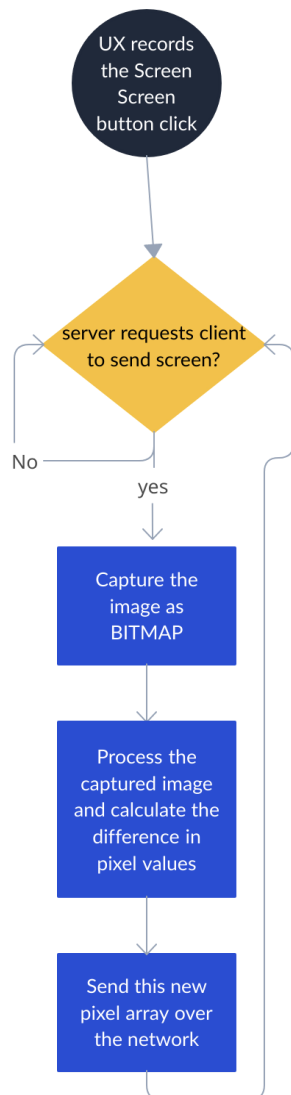 UX records
the Screen
Screen
button click
server requests client
to send screen?
No
yes
Capture the
image as
BITMAP
Process the
captured image
and calculate the
difference in
pixel values
Send this new
pixel array over
the network